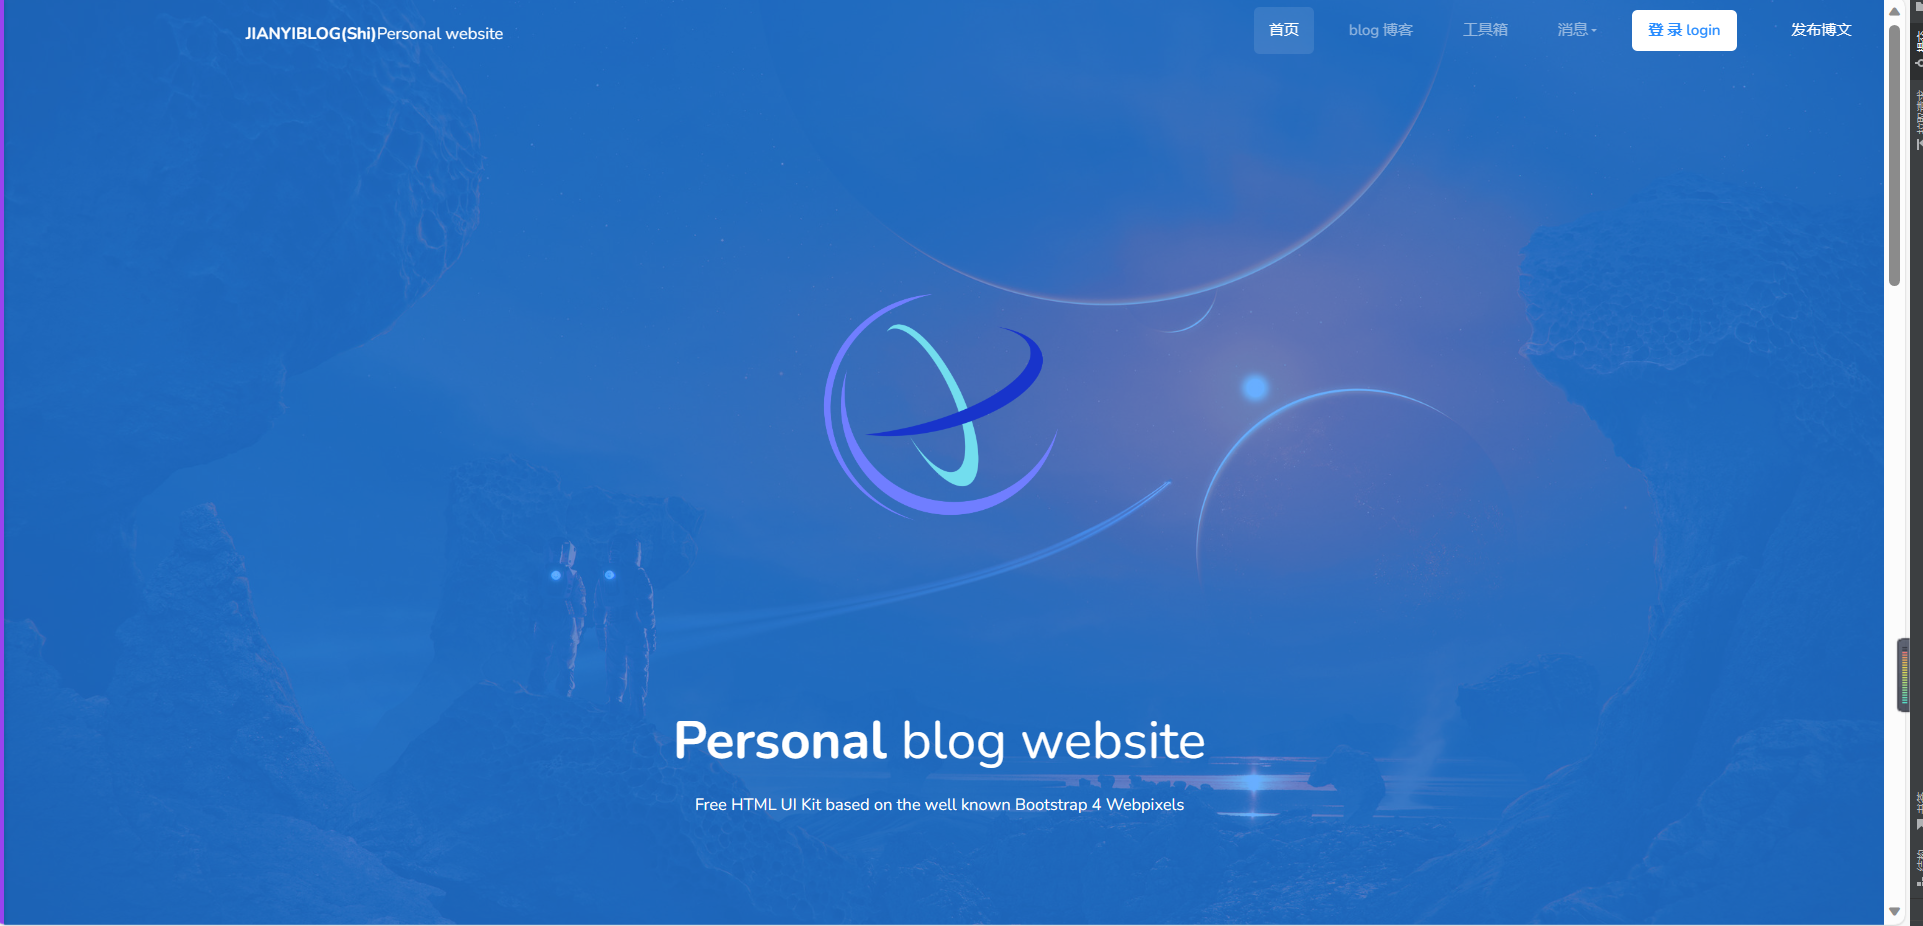 JIANYIBLOG(Shi)Personal website
首页
blog 博客
工具箱
消息
登 录 login
发布博文
Personal blog website
Free HTML UI Kit based on the well known Bootstrap 4 Webpixels